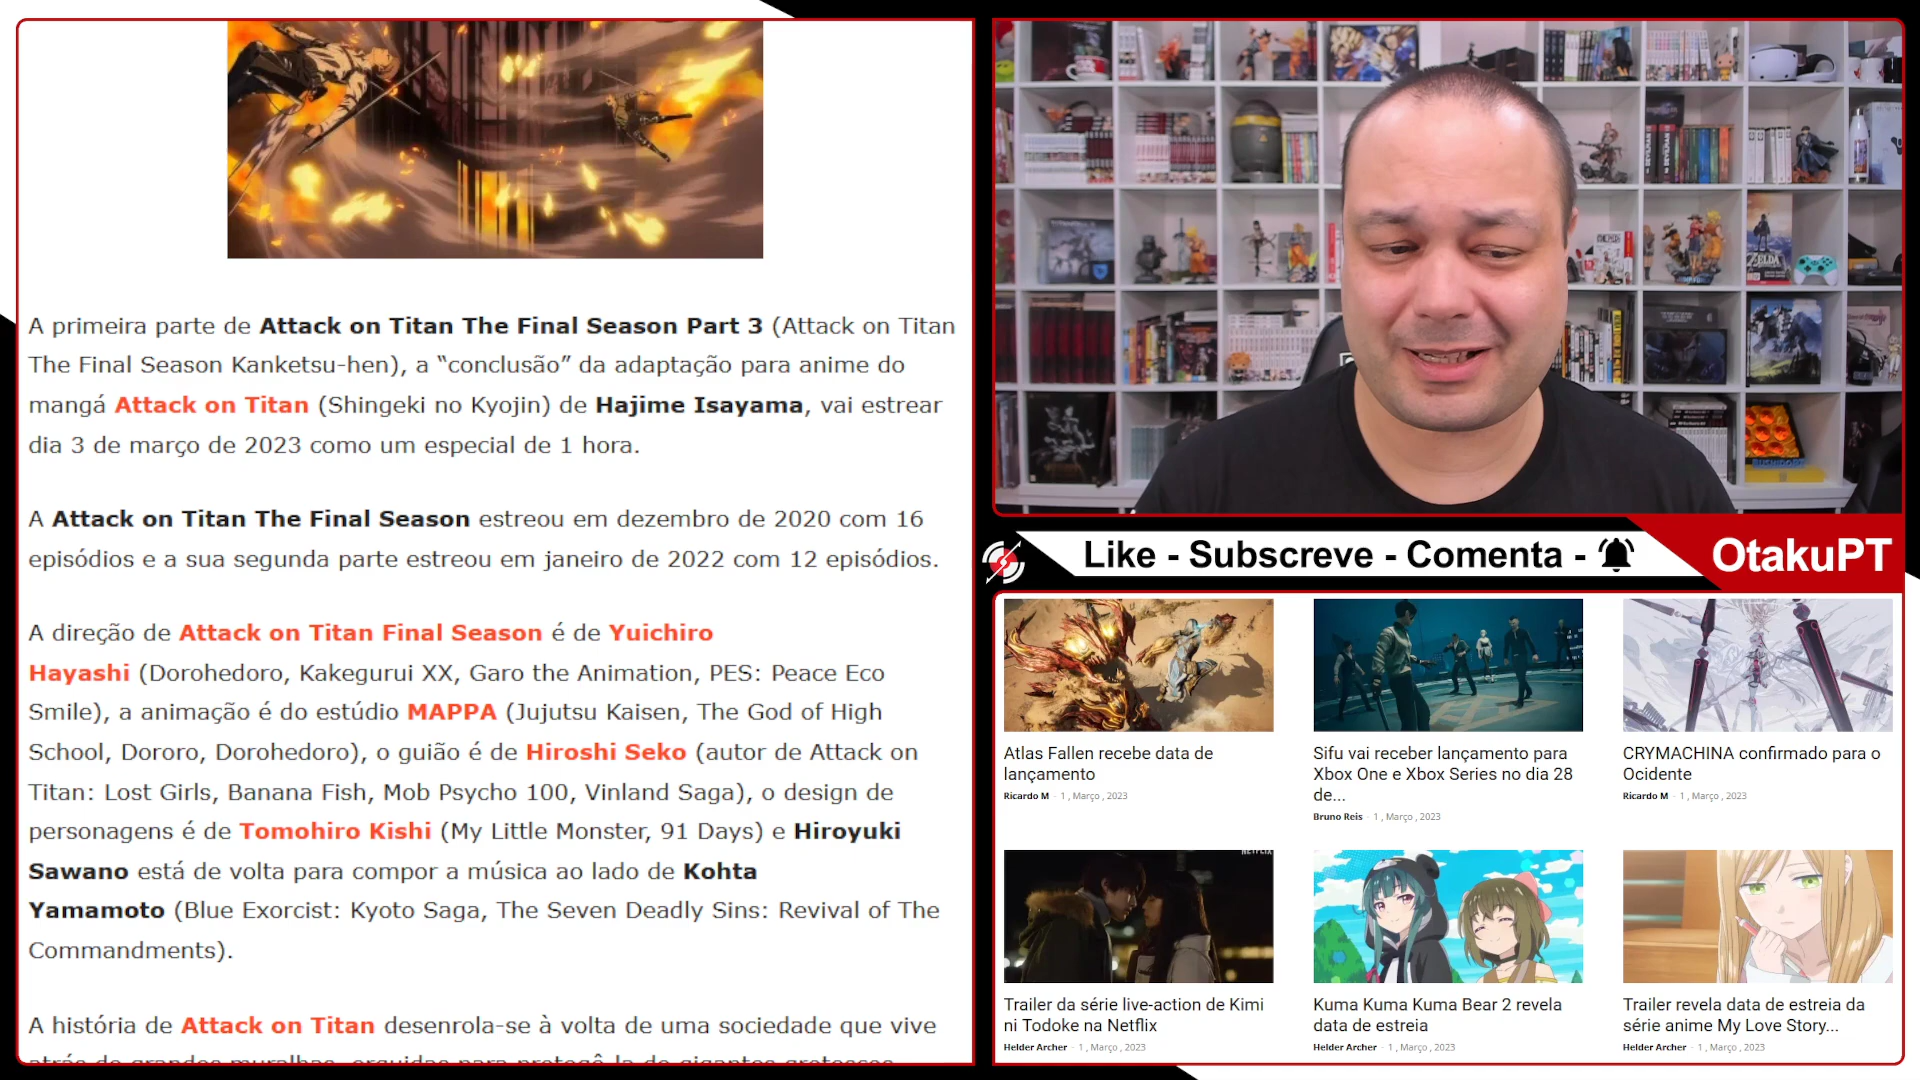 A primeira parte de Attack on Titan The Final Season Part 3 (Attack on Titan
The Final Season Kanketsu-hen), a “conclusão” da adaptação para anime do
mangá Attack on Titan (Shingeki no Kyojin) de Hajime Isayama, vai estrear
dia 3 de março de 2023 como um especial de 1 hora.
A Attack on Titan The Final Season estreou em dezembro de 2020 com 16
episódios e a sua segunda parte estreou em janeiro de 2022 com 12 episódios.
A direção de Attack on Titan Final Season é de Yuichiro
Hayashi (Dorohedoro, Kakegurui XX, Garo the Animation, PES: Peace Eco
Smile), a animação é do estúdio MAPPA (Jujutsu Kaisen, The God of High
School, Dororo, Dorohedoro), o guião é de Hiroshi Seko (autor de Attack on
Titan: Lost Girls, Banana Fish, Mob Psycho 100, Vinland Saga), o design de
personagens é de Tomohiro Kishi (My Little Monster, 91 Days) e Hiroyuki
Sawano está de volta para compor a música ao lado de Kohta
Yamamoto (Blue Exorcist: Kyoto Saga, The Seven Deadly Sins: Revival of The
Commandments).
A história de Attack on Titan desenrola-se à volta de uma sociedade que vive
ZELDA
Like - Subscreve - Comenta -
OtakuPT
Atlas Fallen recebe data de
lançamento
Ricardo M - 1 , Março , 2023
Sifu vai receber lançamento para
Xbox One e Xbox Series no dia 28
de...
Bruno Reis - 1 , Março , 2023
CRYMACHINA confirmado para o
Ocidente
Ricardo M - 1 , Março , 2023
NETFLIX
Trailer da série live-action de Kimi
ni Todoke na Netflix
Helder Archer - 1 , Março , 2023
Kuma Kuma Kuma Bear 2 revela
data de estreia
Helder Archer - 1 , Março , 2023
Trailer revela data de estreia da
série anime My Love Story...
Helder Archer - 1 , Março , 2023